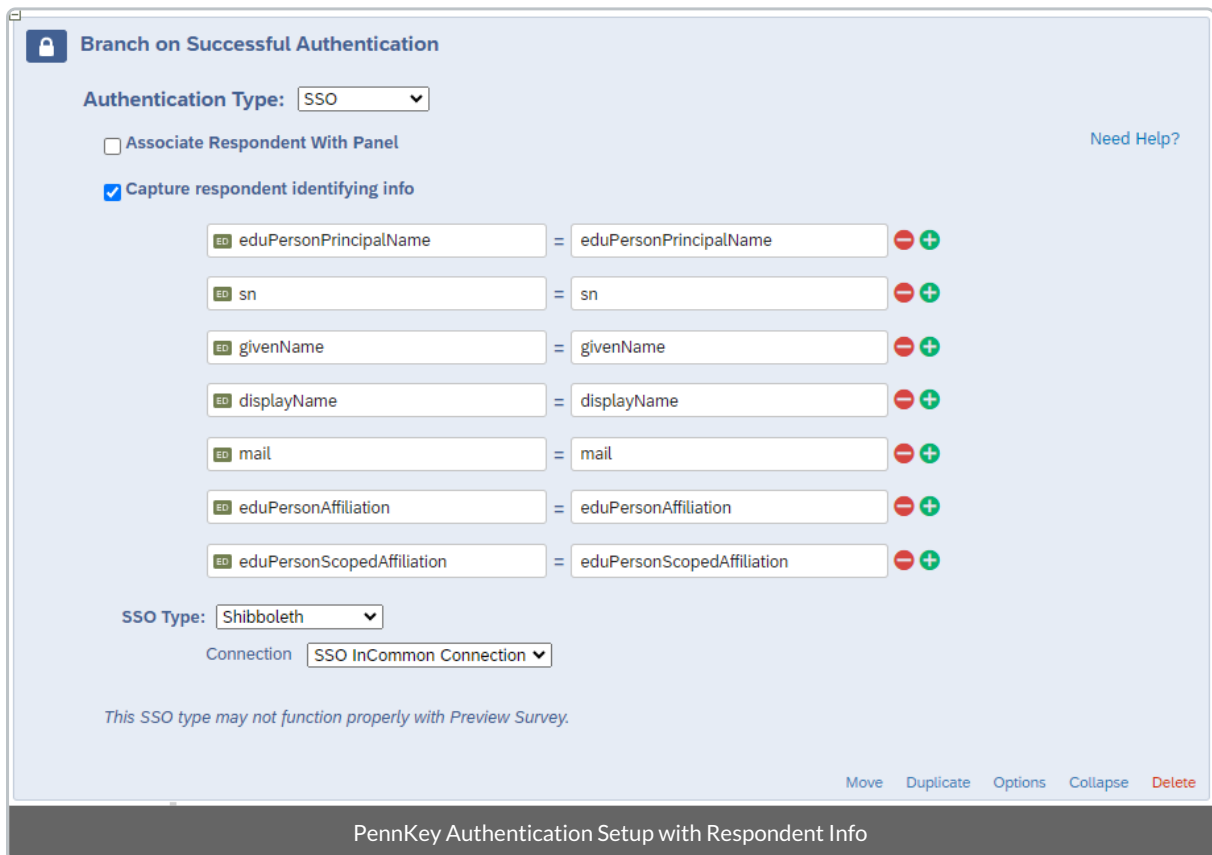 Branch on Successful Authentication
Authentication Type: SSO
Associate Respondent With Panel
Need Help?
Capture respondent identifying info
ED eduPersonPrincipalName = eduPersonPrincipalName
ED sn = sn
ED givenName = givenName
ED displayName = displayName
ED mail = mail
ED eduPersonAffiliation = eduPersonAffiliation
ED eduPersonScopedAffiliation = eduPersonScopedAffiliation
SSO Type: Shibboleth
Connection SSO InCommon Connection
This SSO type may not function properly with Preview Survey.
Move Duplicate Options Collapse Delete
PennKey Authentication Setup with Respondent Info